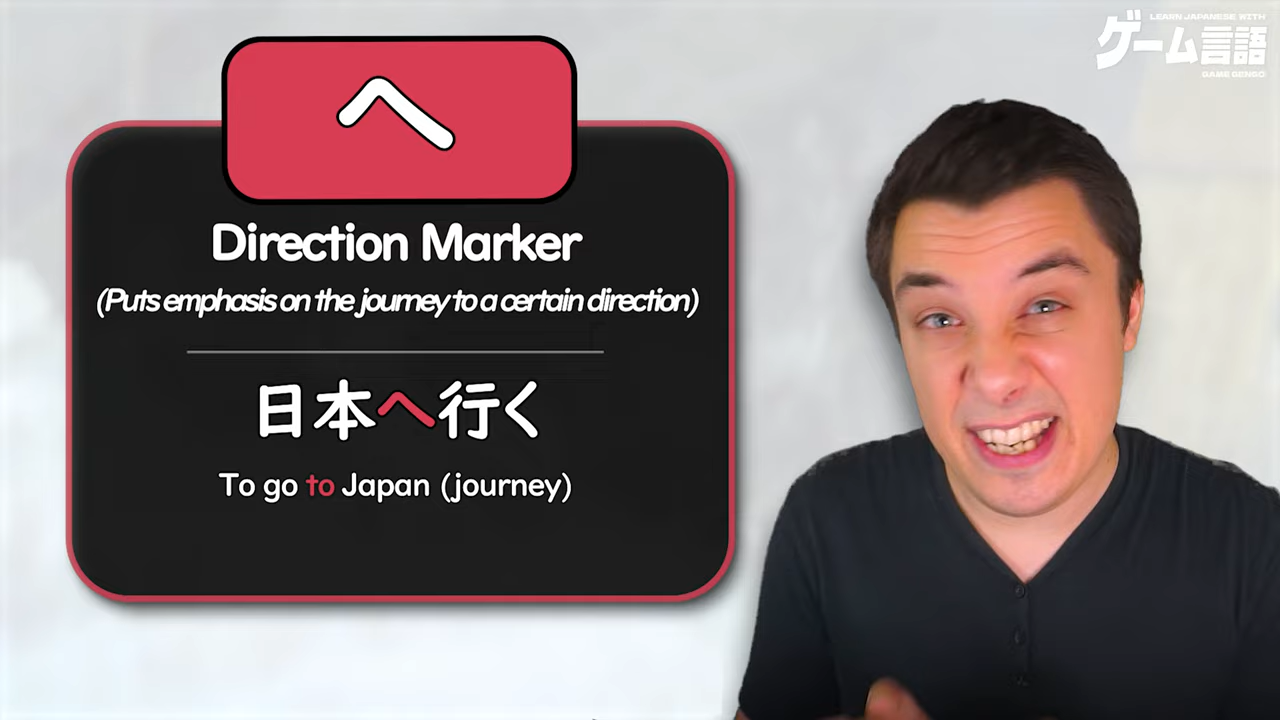 へ
Direction Marker
(Puts emphasis on the journey to a certain direction)
日本へ行く
To go to Japan (journey)
LEARN JAPANESE WITH
ゲーム言語
GAME GENGO